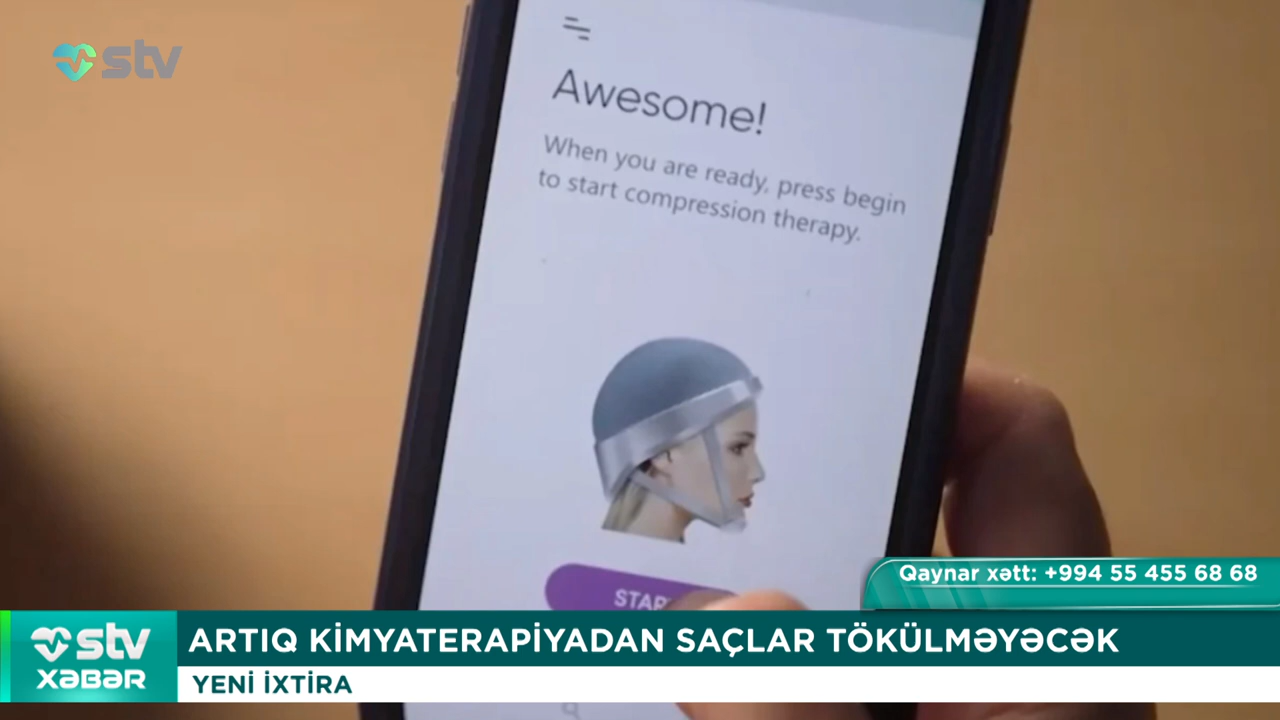 stv
Awesome!
When you are ready, press begin
to start compression therapy.
Qaynar xətt: +994 55 455 68 68
stv
XƏBƏR
ARTIQ KİMYATERAPİYADAN SAÇLAR TÖKÜLMƏYƏCƏK
YENİ İXTİRA